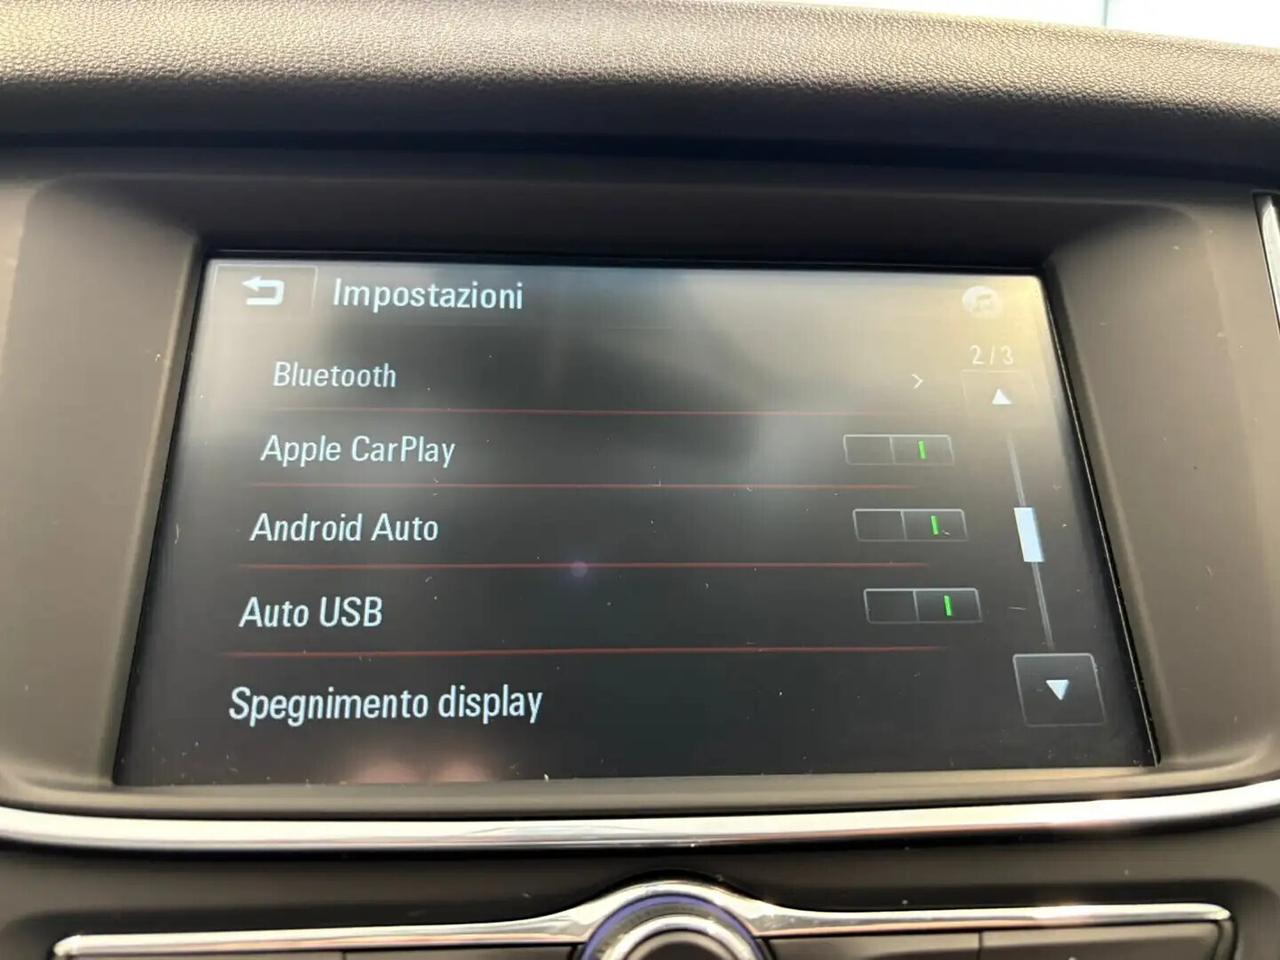 Impostazioni
2/3
Bluetooth
Apple CarPlay
Android Auto
Auto USB
Spegnimento display